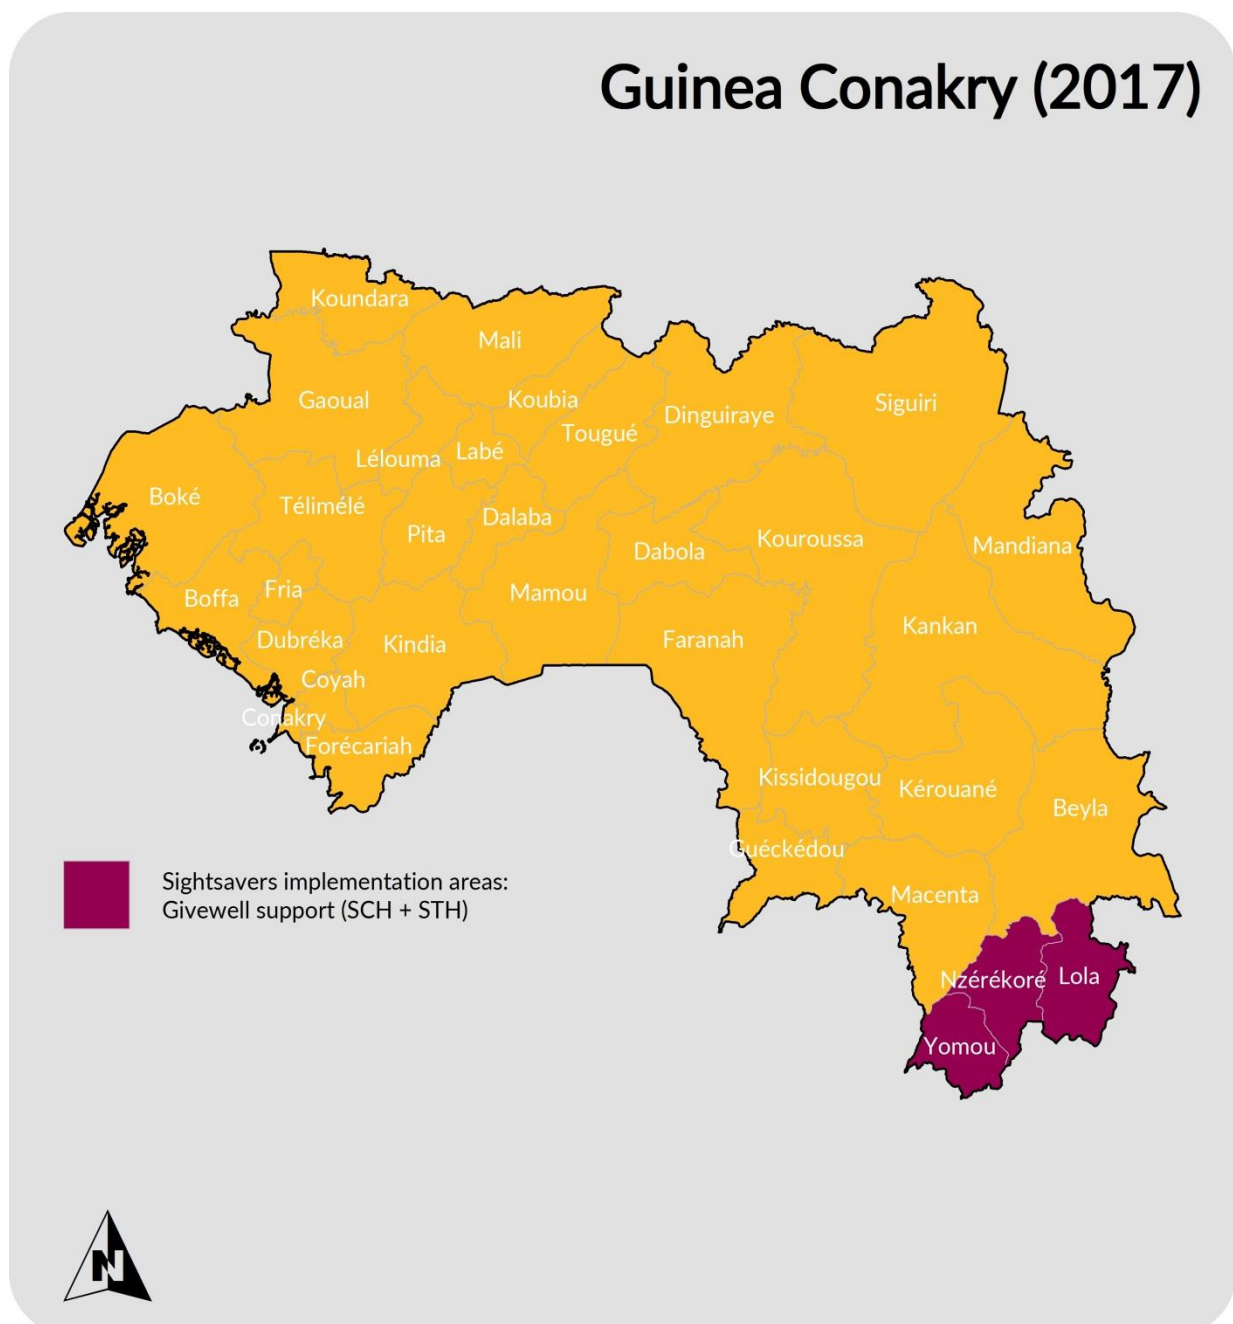 Guinea Conakry (2017)
Koundara
Mali
Gaoual
Koubia
Siguiri
Dinguiraye
Tougué
Labé
Lélouma
Boké
Télimélé
Dalaba
Pita
Kouroussa
Mandiana
Dabola
Fria
Mamou
Boffa
Kankan
Dubréka
Kindia
Faranah
Coyah
Conakry
Forécariah
Kissidougou
Kérouané
Beyla
Guéckédou
Sightsavers implementation areas:
Givewell support (SCH + STH)
Macenta
Nzérékoré
Lola
Yomou
N